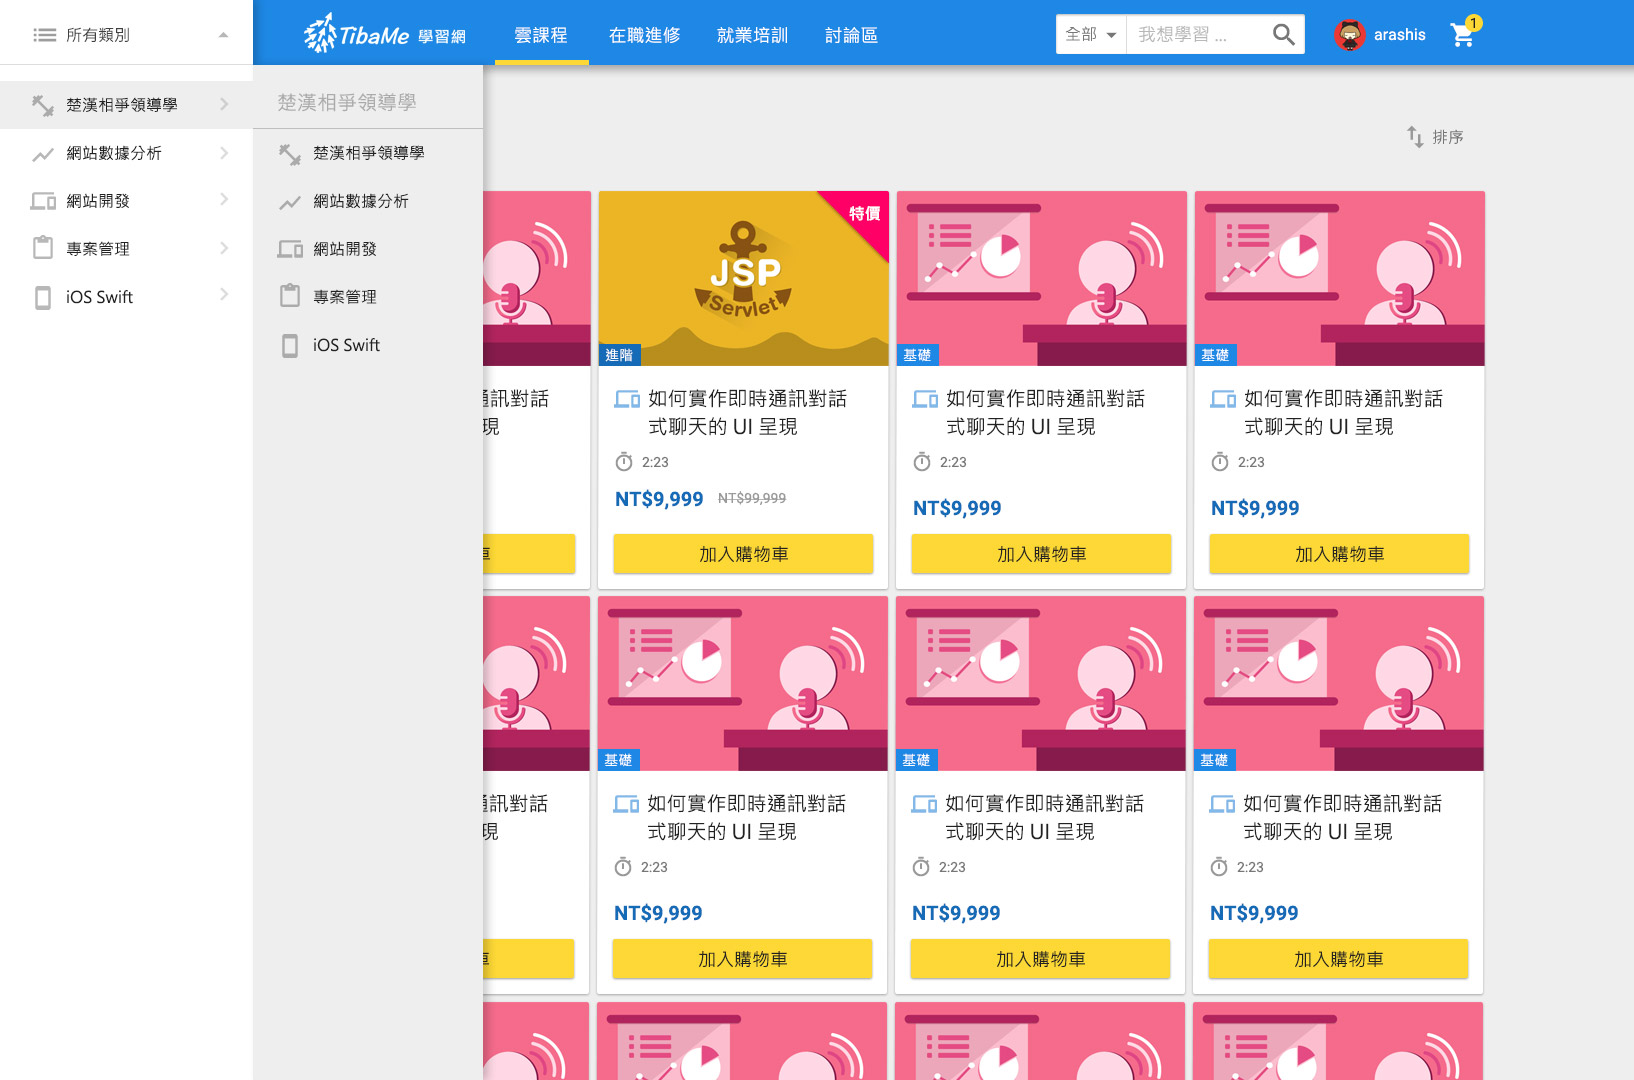 所有類別
TibaMe 學習網
雲課程
在職進修
就業培訓
討論區
全部
我想學習 ...
arashis
1
楚漢相爭領導學
網站數據分析
網站開發
專案管理
iOS Swift
楚漢相爭領導學
楚漢相爭領導學
網站數據分析
網站開發
專案管理
iOS Swift
排序
通訊對話
現
車
特價
JSP
Servlet
進階
如何實作即時通訊對話
式聊天的 UI 呈現
2:23
NT$9,999 NT$99,999
加入購物車
基礎
如何實作即時通訊對話
式聊天的 UI 呈現
2:23
NT$9,999
加入購物車
基礎
如何實作即時通訊對話
式聊天的 UI 呈現
2:23
NT$9,999
加入購物車
通訊對話
現
車
基礎
如何實作即時通訊對話
式聊天的 UI 呈現
2:23
NT$9,999
加入購物車
基礎
如何實作即時通訊對話
式聊天的 UI 呈現
2:23
NT$9,999
加入購物車
基礎
如何實作即時通訊對話
式聊天的 UI 呈現
2:23
NT$9,999
加入購物車